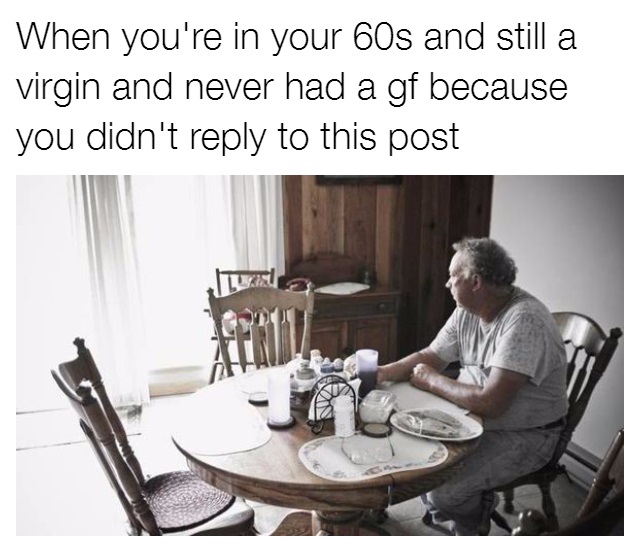 When you're in your 60s and still a
virgin and never had a gf because
you didn't reply to this post